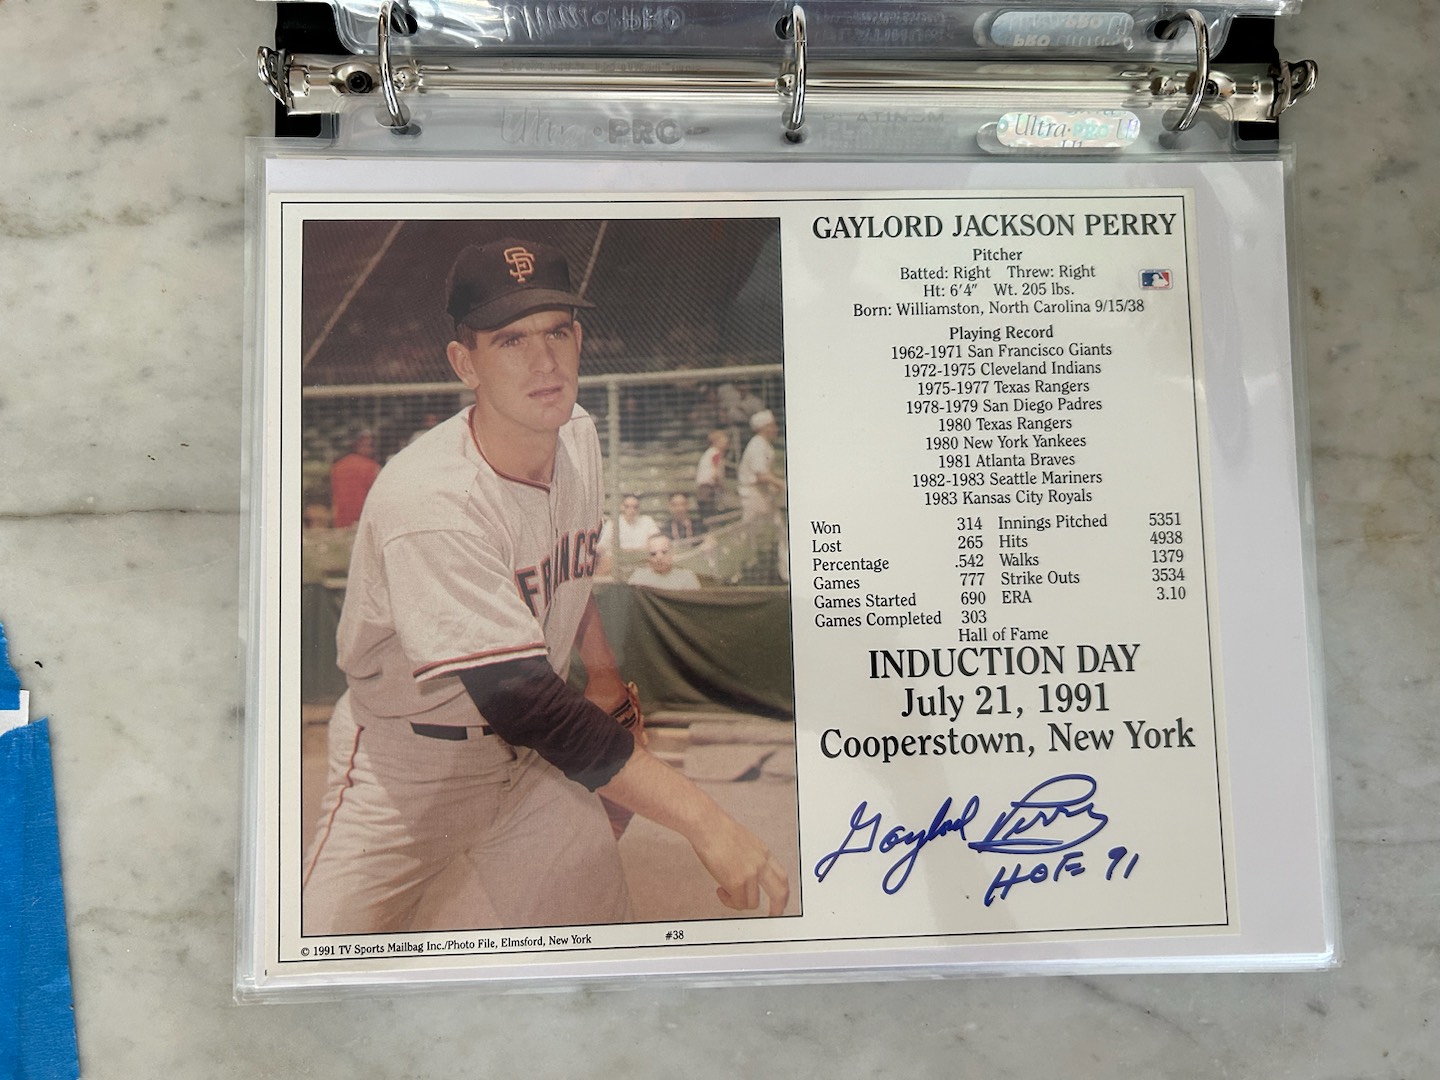 Ultra·PRO
PLATINUM
Ultra·PRO
GAYLORD JACKSON PERRY
Pitcher
Batted: Right Threw: Right
Ht: 6'4" Wt. 205 lbs.
Born: Williamston, North Carolina 9/15/38
Playing Record
1962-1971 San Francisco Giants
1972-1975 Cleveland Indians
1975-1977 Texas Rangers
1978-1979 San Diego Padres
1980 Texas Rangers
1980 New York Yankees
1981 Atlanta Braves
1982-1983 Seattle Mariners
1983 Kansas City Royals
Won 314 Innings Pitched 5351
Lost 265 Hits 4938
Percentage .542 Walks 1379
Games 777 Strike Outs 3534
Games Started 690 ERA 3.10
Games Completed 303
Hall of Fame
INDUCTION DAY
July 21, 1991
Cooperstown, New York
Gaylord Perry
HOF 91
SF
FRANCS
© 1991 TV Sports Mailbag Inc./Photo File, Elmsford, New York #38